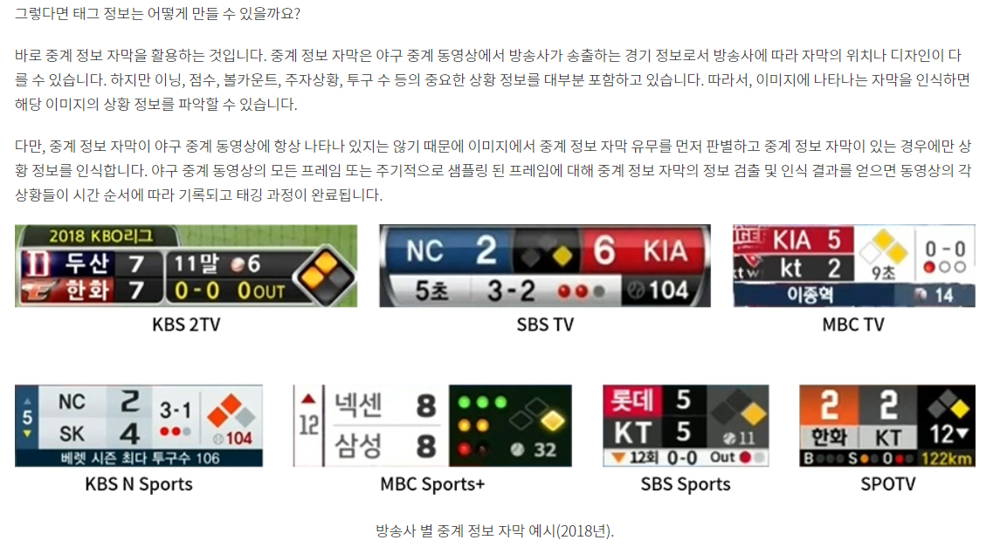 그렇다면 태그 정보는 어떻게 만들 수 있을까요?
바로 중계 정보 자막을 활용하는 것입니다. 중계 정보 자막은 야구 중계 동영상에서 방송사가 송출하는 경기 정보로서 방송사에 따라 자막의 위치나 디자인이 다
를 수 있습니다. 하지만 이닝, 점수, 볼카운트, 주자상황, 투구 수 등의 중요한 상황 정보를 대부분 포함하고 있습니다. 따라서, 이미지에 나타나는 자막을 인식하면
해당 이미지의 상황 정보를 파악할 수 있습니다.
다만, 중계 정보 자막이 야구 중계 동영상에 항상 나타나 있지는 않기 때문에 이미지에서 중계 정보 자막 유무를 먼저 판별하고 중계 정보 자막이 있는 경우에만 상
황 정보를 인식합니다. 야구 중계 동영상의 모든 프레임 또는 주기적으로 샘플링 된 프레임에 대해 중계 정보 자막의 정보 검출 및 인식 결과를 얻으면 동영상의 각
상황들이 시간 순서에 따라 기록되고 태깅 과정이 완료됩니다.
2018 KBO리그
두산 7 11말 6
한화 7 0-0 0OUT
KBS 2TV
NC 2 6 KIA
5초 3-2 104
SBS TV
KIA 5 0-0
kt 2 9초
이종혁 14
MBC TV
NC 2 3-1
5
SK 4 104
베렛 시즌 최다 투구수 106
KBS N Sports
넥센 8
12
삼성 8 32
MBC Sports+
롯데 5
KT 5 11
12회 0-0 Out
SBS Sports
2 2
한화 KT 12
B S O 122km
SPOTV
방송사 별 중계 정보 자막 예시(2018년).